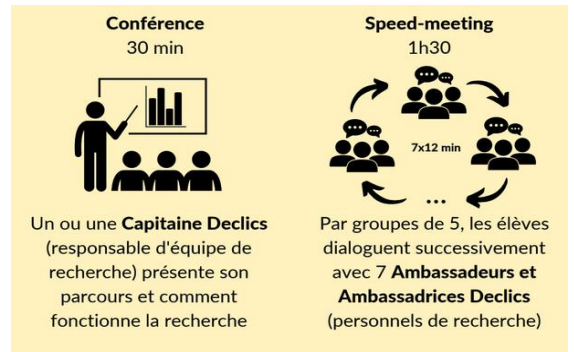 Conférence
30 min
Un ou une Capitaine Declics
(responsable d'équipe de
recherche) présente son
parcours et comment
fonctionne la recherche
Speed-meeting
1h30
7x12 min
...
Par groupes de 5, les élèves
dialoguent successivement
avec 7 Ambassadeurs et
Ambassadrices Declics
(personnels de recherche)